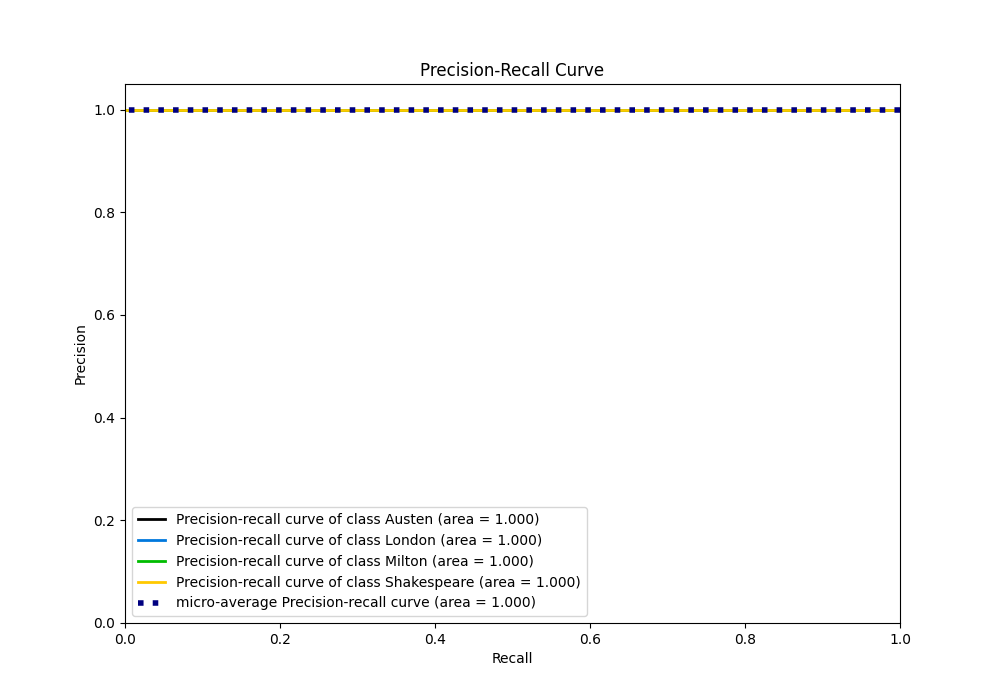 Precision-Recall Curve
1.0
0.8
0.6
0.4
0.2
0.0
Precision
Precision-recall curve of class Austen (area = 1.000)
Precision-recall curve of class London (area = 1.000)
Precision-recall curve of class Milton (area = 1.000)
Precision-recall curve of class Shakespeare (area = 1.000)
micro-average Precision-recall curve (area = 1.000)
0.0 0.2 0.4 0.6 0.8 1.0
Recall